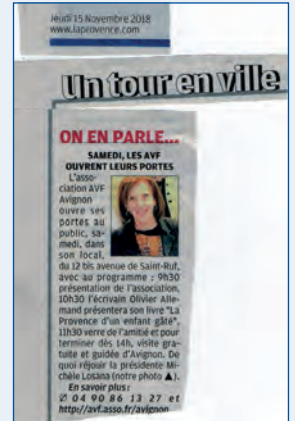 Jeudi 15 Novembre 2018
www.laprovence.com
Un tour en ville
ON EN PARLE...
SAMEDI, LES AVF
OUVRENT LEURS PORTES
L'asso-
ciation AVF
Avignon
ouvre ses
portes au
public, sa-
medi, dans
son local,
du 12 bis avenue de Saint-Ruf,
avec au programme : 9h30
présentation de l'association,
10h30 l'écrivain Olivier Alle-
mand présentera son livre "La
Provence d'un enfant gâté",
11h30 verre de l'amitié et pour
terminer dès 14h, visite gra-
tuite et guidée d'Avignon. De
quoi réjouir la présidente Mi-
chèle Losana (notre photo ▲).
En savoir plus :
✆ 04 90 86 13 27 et
http://avf.asso.fr/avignon